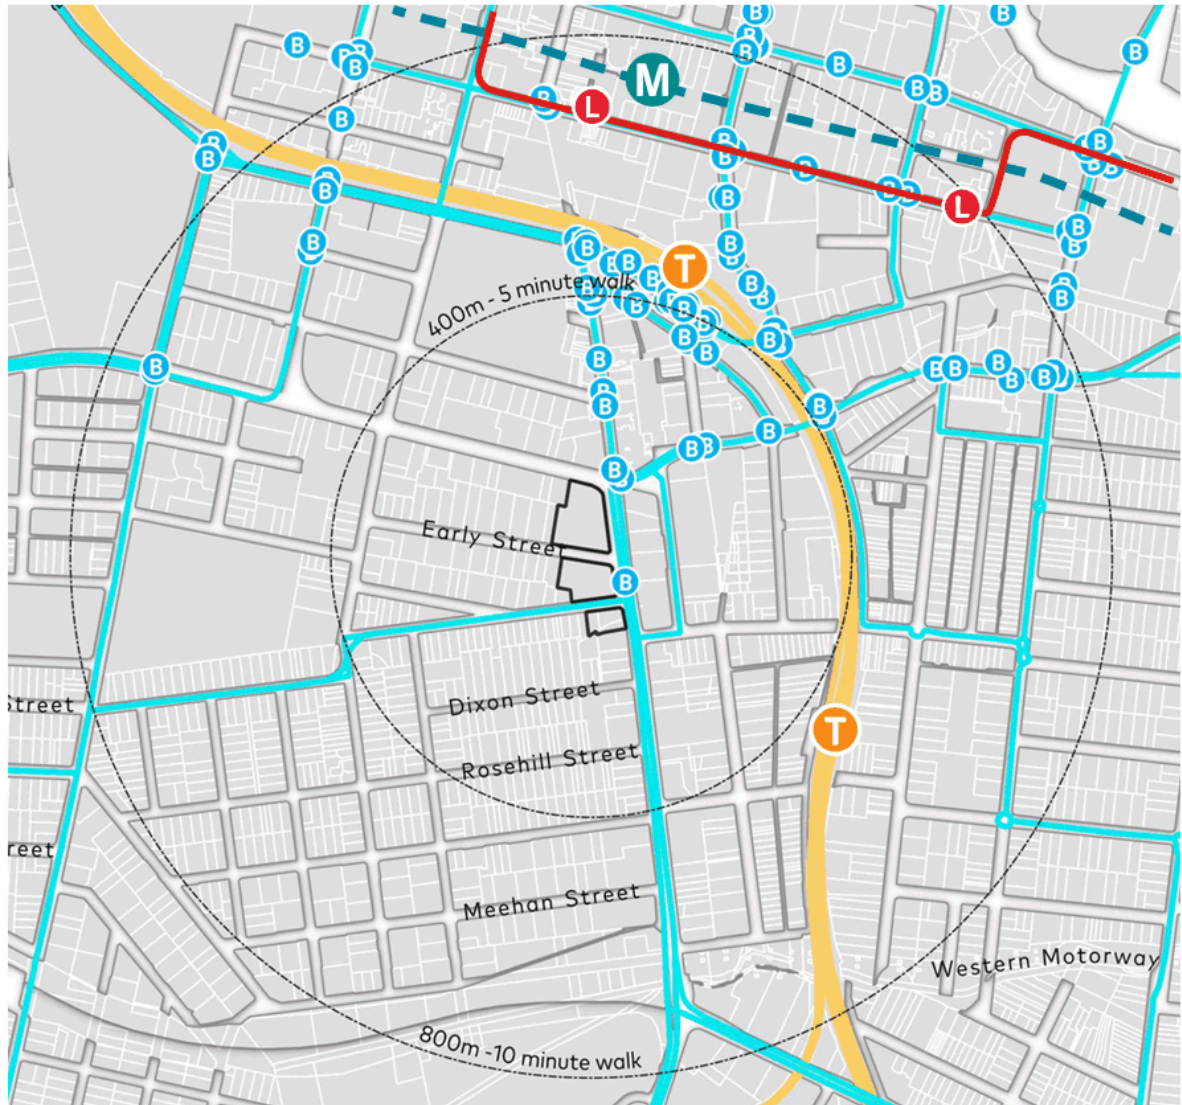 M
L
L
T
400m - 5 minute walk
Early Street
Street
Dixon Street
T
Rosehill Street
reet
Meehan Street
Western Motorway
800m -10 minute walk
B